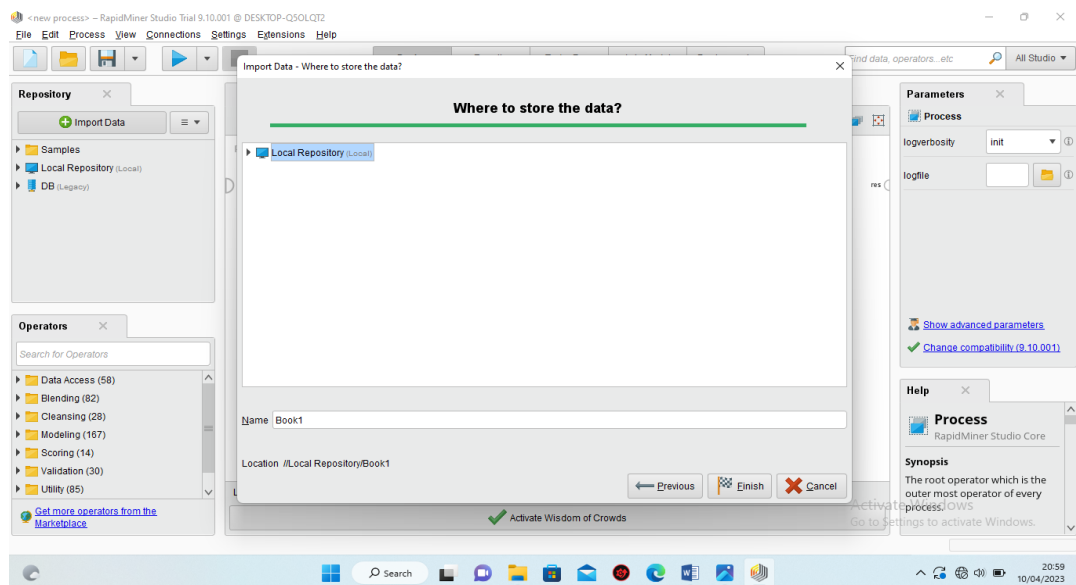 <new process> – RapidMiner Studio Trial 9.10.001 @ DESKTOP-Q5OLQT2
File Edit Process View Connections Settings Extensions Help
Import Data - Where to store the data?
Find data, operators...etc
All Studio
Repository
Import Data
Samples
Local Repository (Local)
DB (Legacy)
Where to store the data?
Local Repository (Local)
Name Book1
Location //Local Repository/Book1
Previous
Finish
Cancel
res
Activate Wisdom of Crowds
Operators
Search for Operators
Data Access (58)
Blending (82)
Cleansing (28)
Modeling (167)
Scoring (14)
Validation (30)
Utility (85)
Get more operators from the
Marketplace
Parameters
Process
logverbosity init
logfile
Show advanced parameters
Change compatibility (9.10.001)
Help
Process
RapidMiner Studio Core
Synopsis
The root operator which is the
outer most operator of every
process.
Activate Windows
Go to Settings to activate Windows.
Search
20:59
10/04/2023